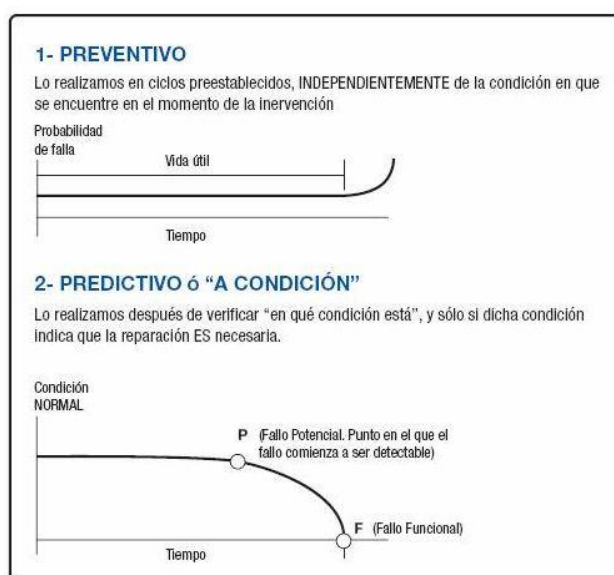 1- PREVENTIVO
Lo realizamos en ciclos preestablecidos, INDEPENDIENTEMENTE de la condición en que
se encuentre en el momento de la inervención
Probabilidad
de falla
Vida útil
Tiempo
2- PREDICTIVO ó “A CONDICIÓN”
Lo realizamos después de verificar “en qué condición está”, y sólo si dicha condición
indica que la reparación ES necesaria.
Condición
NORMAL
P (Fallo Potencial. Punto en el que el
fallo comienza a ser detectable)
F (Fallo Funcional)
Tiempo